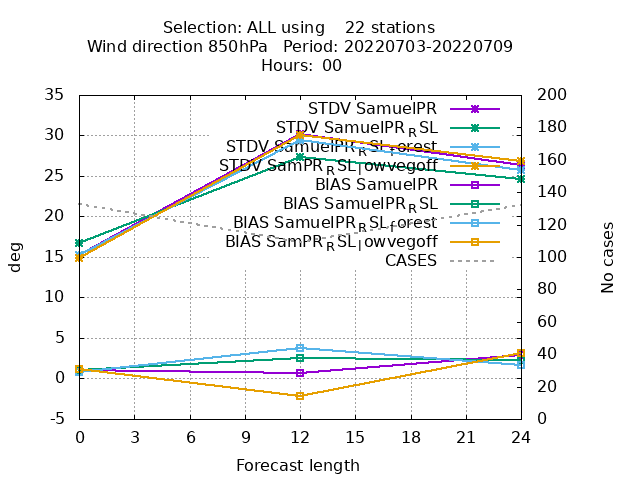 Selection: ALL using    22 stations
Wind direction 850hPa   Period: 20220703-20220709
Hours: 00
STDV SamuelPR
STDV SamuelPR_RSL
STDV SamuelPR_RSL_forest
STDV SamPR_RSL_lowvegoff
BIAS SamuelPR
BIAS SamuelPR_RSL
BIAS SamuelPR_RSL_forest
BIAS SamPR_RSL_lowvegoff
CASES
deg
35
30
25
20
15
10
5
0
-5
No cases
200
180
160
140
120
100
80
60
40
20
0
0 3 6 9 12 15 18 21 24
Forecast length